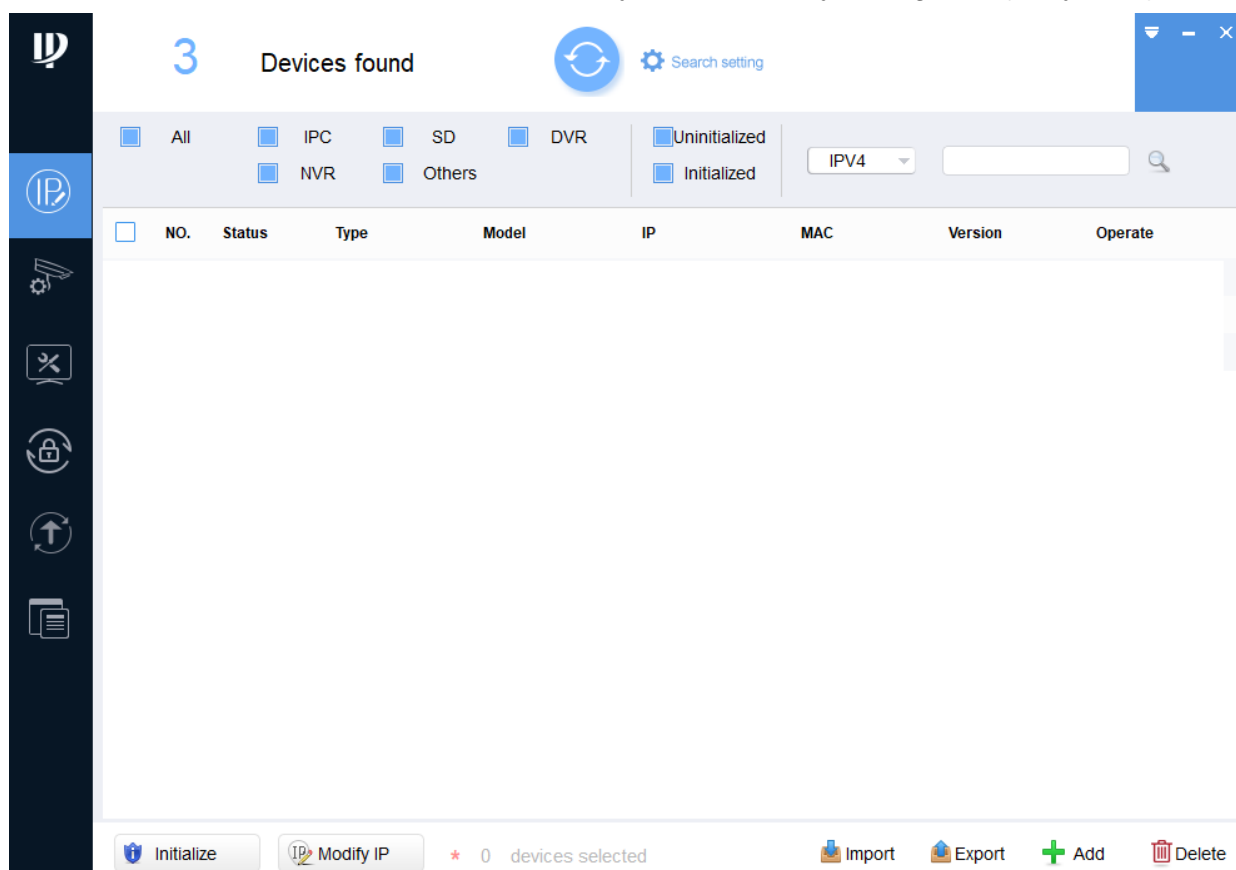 3 Devices found Search setting
All IPC SD DVR Uninitialized
NVR Others Initialized
IPV4
NO. Status Type Model IP MAC Version Operate
Initialize Modify IP * 0 devices selected Import Export Add Delete